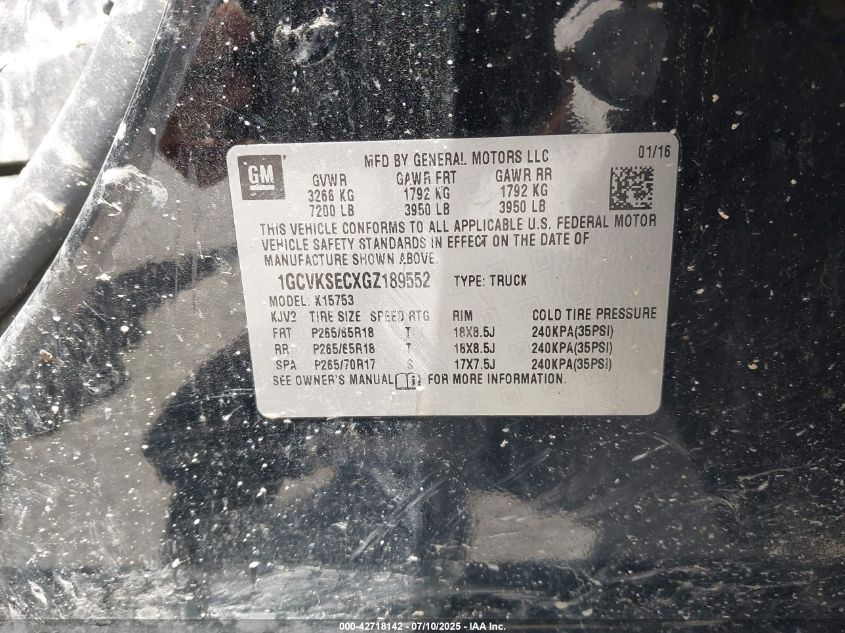 GM
MFD BY GENERAL MOTORS LLC 01/16
GVWR GAWR FRT GAWR RR
3266 KG 1792 KG 1792 KG
7200 LB 3950 LB 3950 LB
THIS VEHICLE CONFORMS TO ALL APPLICABLE U.S. FEDERAL MOTOR
VEHICLE SAFETY STANDARDS IN EFFECT ON THE DATE OF
MANUFACTURE SHOWN ABOVE.
1GCVKSECXGZ189552 TYPE: TRUCK
MODEL: K15753
KJV2 TIRE SIZE SPEED RTG RIM COLD TIRE PRESSURE
FRT P265/65R18 T 18X8.5J 240KPA(35PSI)
RR P265/65R18 T 18X8.5J 240KPA(35PSI)
SPA P265/70R17 S 17X7.5J 240KPA(35PSI)
SEE OWNER'S MANUAL FOR MORE INFORMATION.
000-42718142 - 07/10/2025 - IAA Inc.